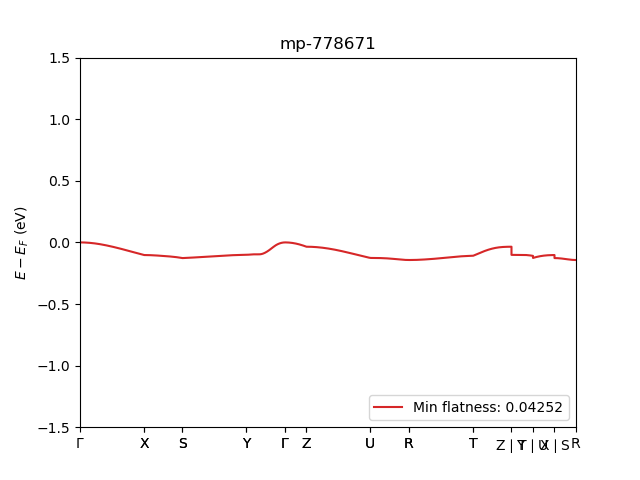 mp-778671
E − E_F (eV)
1.5
1.0
0.5
0.0
−0.5
−1.0
−1.5
Min flatness: 0.04252
Γ X S Y Γ Z U R T Z | Y T | U X | S R